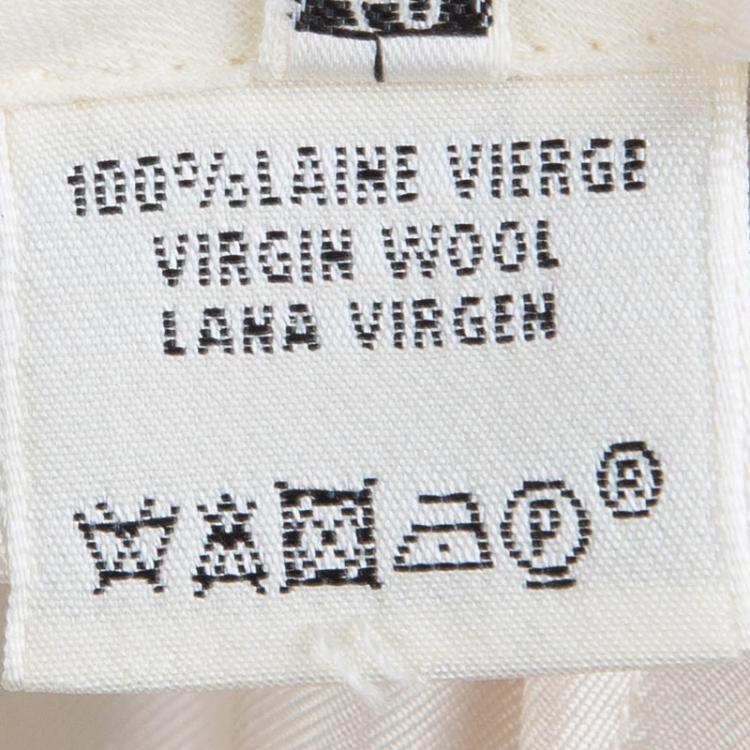 100% LAINE VIERGE
VIRGIN WOOL
LANA VIRGEN
P ®